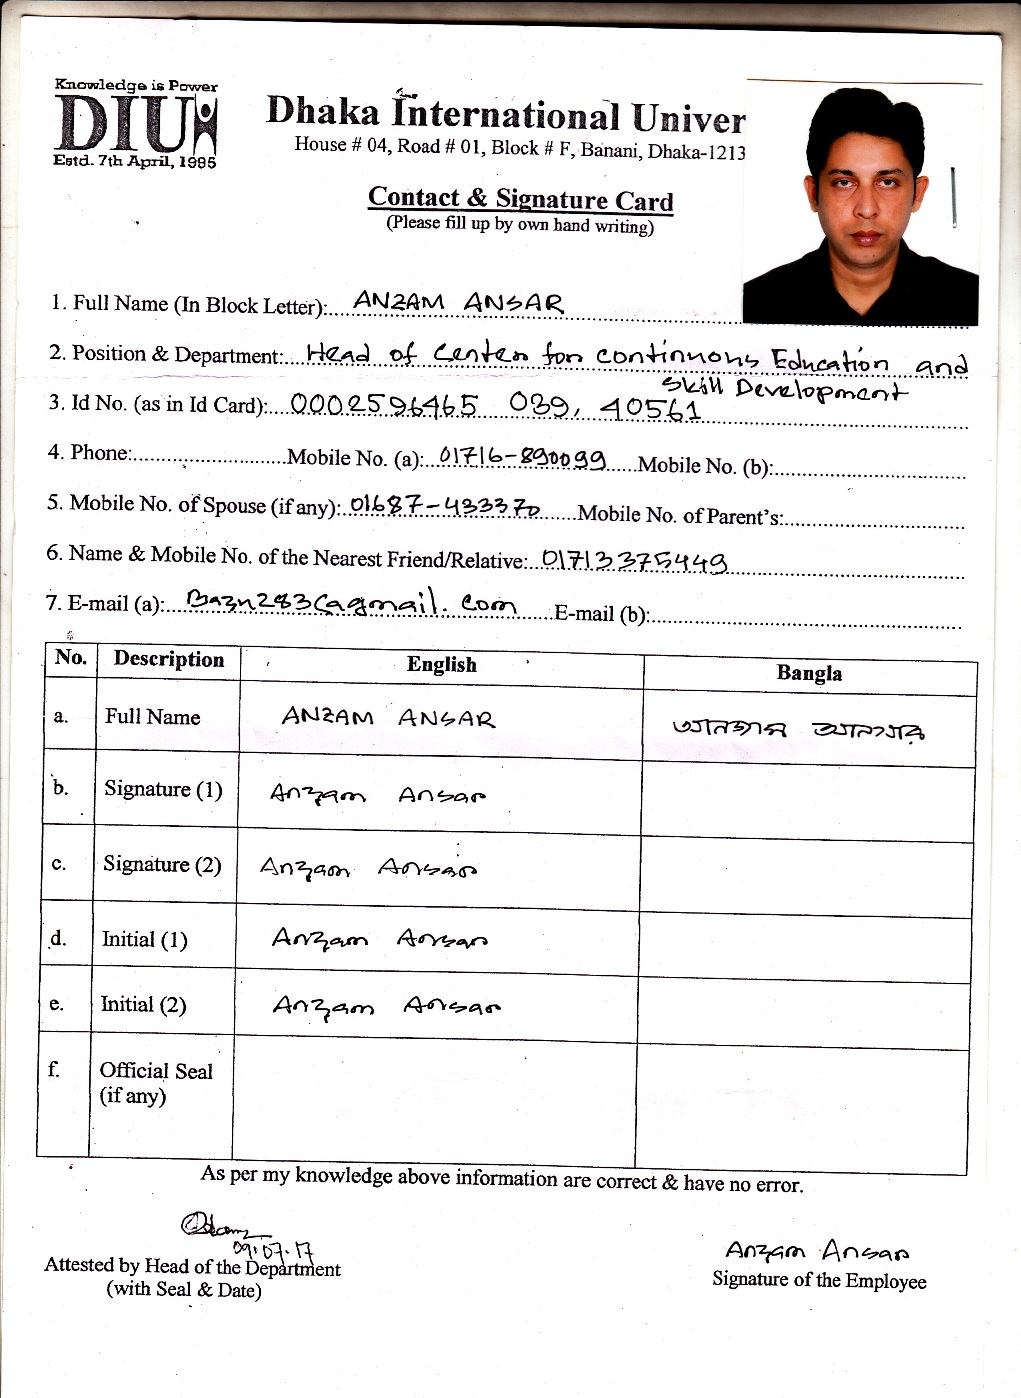 Knowledge is Power
DIU
Estd. 7th April, 1995
Dhaka International Univer
House # 04, Road # 01, Block # F, Banani, Dhaka-1213
Contact & Signature Card
(Please fill up by own hand writing)
1. Full Name (In Block Letter): ANZAM ANSAR
2. Position & Department: Head of Center for continuous Education and
Skill Development
3. Id No. (as in Id Card): 0002596465 039, 40561
4. Phone: Mobile No. (a): 01716-890099 Mobile No. (b):
5. Mobile No. of Spouse (if any): 01687-433370 Mobile No. of Parent's:
6. Name & Mobile No. of the Nearest Friend/Relative: 01713375449
7. E-mail (a): E-mail (b):
No. Description English Bangla
a. Full Name ANZAM ANSAR আনজাম আনসার
b. Signature (1) Anzam Ansar
c. Signature (2) Anzam Ansar
d. Initial (1) Anzam Ansar
e. Initial (2) Anzam Ansar
f. Official Seal
(if any)
As per my knowledge above information are correct & have no error.
09.07.17
Attested by Head of the Department
(with Seal & Date)
Anzam Ansar
Signature of the Employee